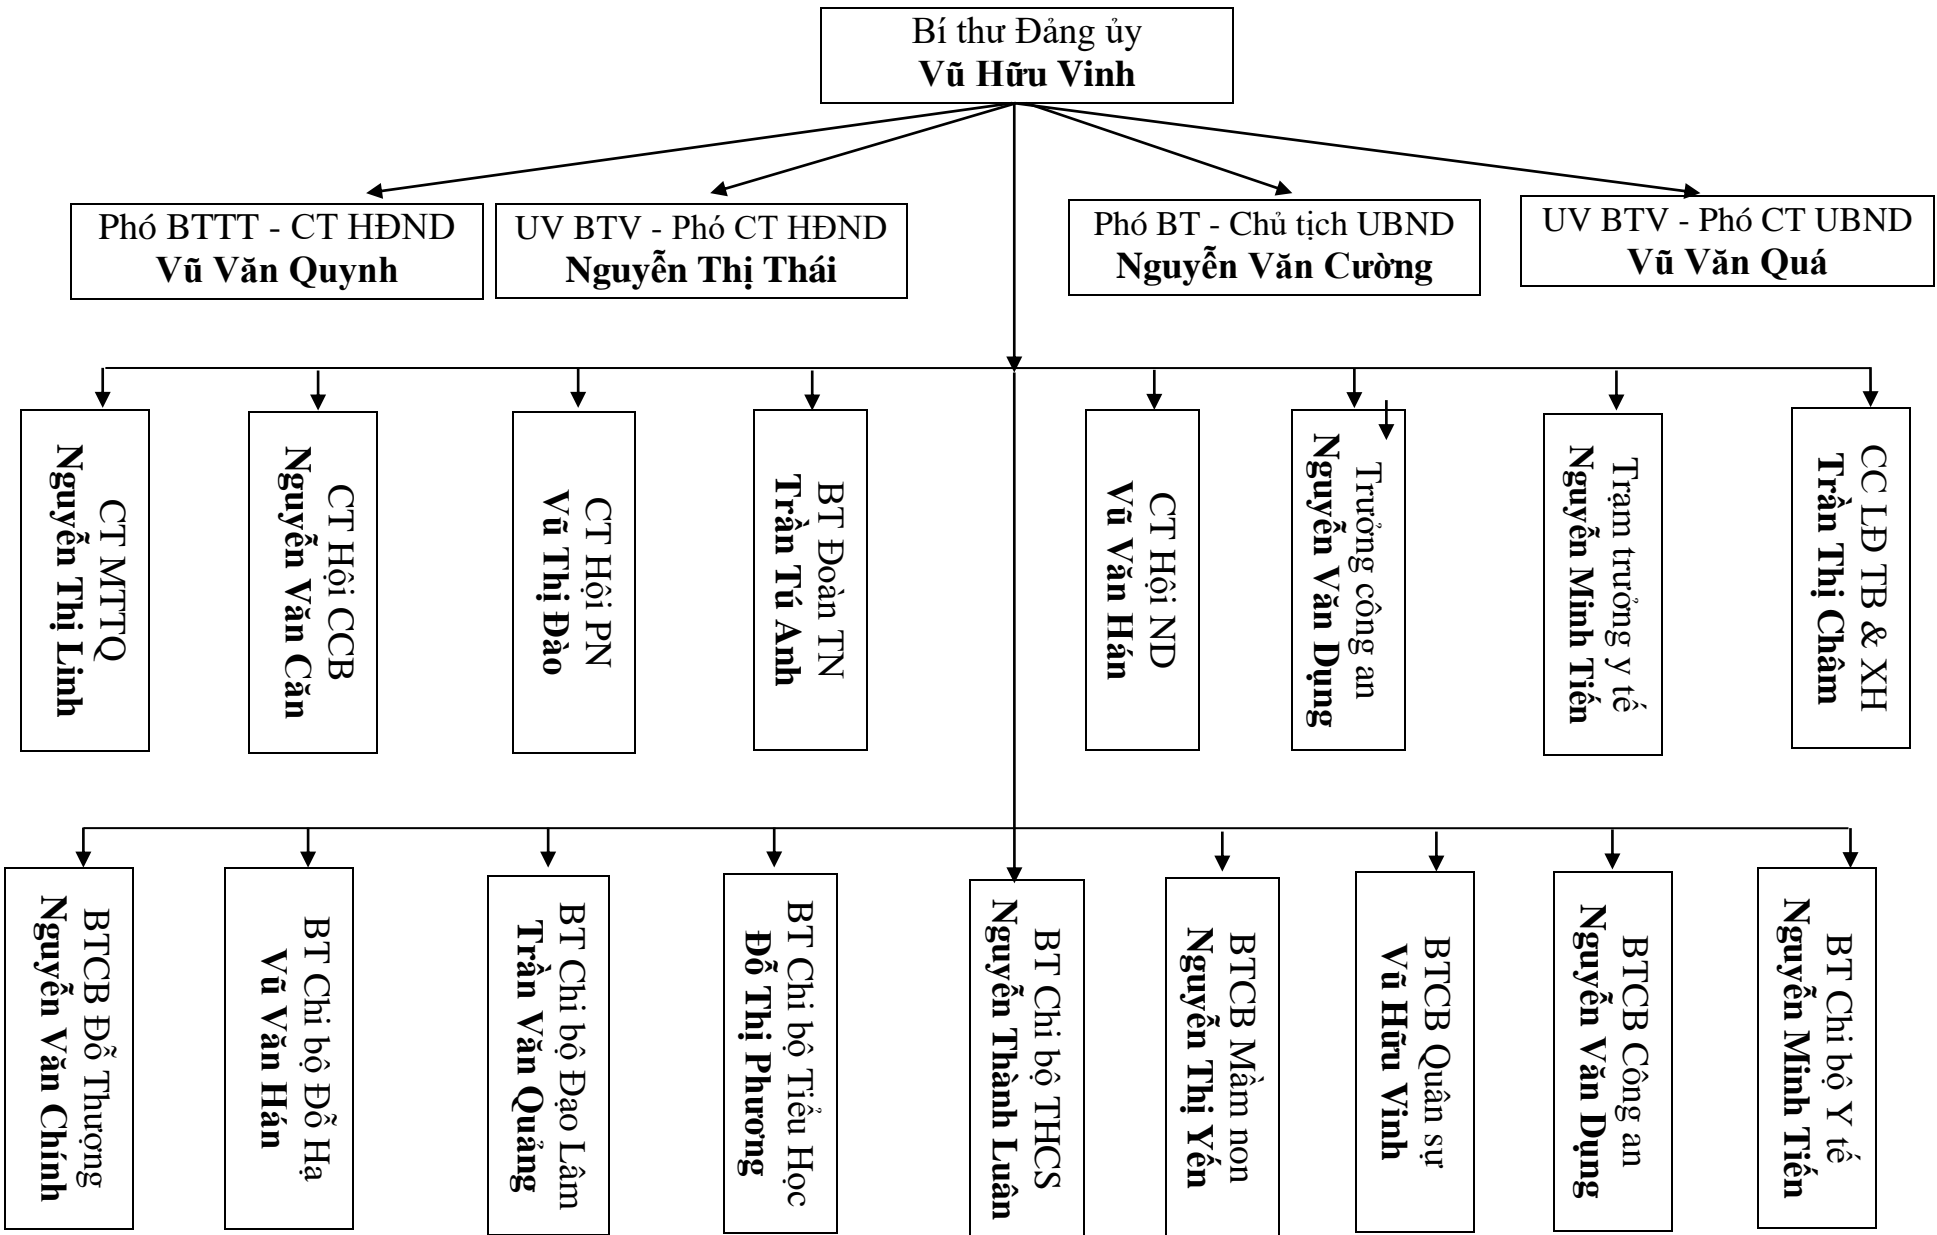 Bí thư Đảng ủy
Vũ Hữu Vinh
Phó BTTT - CT HĐND
Vũ Văn Quynh
UV BTV - Phó CT HĐND
Nguyễn Thị Thái
Phó BT - Chủ tịch UBND
Nguyễn Văn Cường
UV BTV - Phó CT UBND
Vũ Văn Quá
CT MTTQ
Nguyễn Thị Linh
CT Hội CCB
Nguyễn Văn Căn
CT Hội PN
Vũ Thị Đào
BT Đoàn TN
Trần Tú Anh
CT Hội ND
Vũ Văn Hán
Trưởng công an
Nguyễn Văn Dụng
Trạm trưởng y tế
Nguyễn Minh Tiến
CC LĐ TB & XH
Trần Thị Châm
BTCB Đỗ Thượng
Nguyễn Văn Chính
BT Chi bộ Đỗ Hạ
Vũ Văn Hán
BT Chi bộ Đạo Lâm
Trần Văn Quảng
BT Chi bộ Tiểu Học
Đỗ Thị Phương
BT Chi bộ THCS
Nguyễn Thành Luân
BTCB Mầm non
Nguyễn Thị Yến
BTCB Quân sự
Vũ Hữu Vinh
BTCB Công an
Nguyễn Văn Dụng
BT Chi bộ Y tế
Nguyễn Minh Tiến